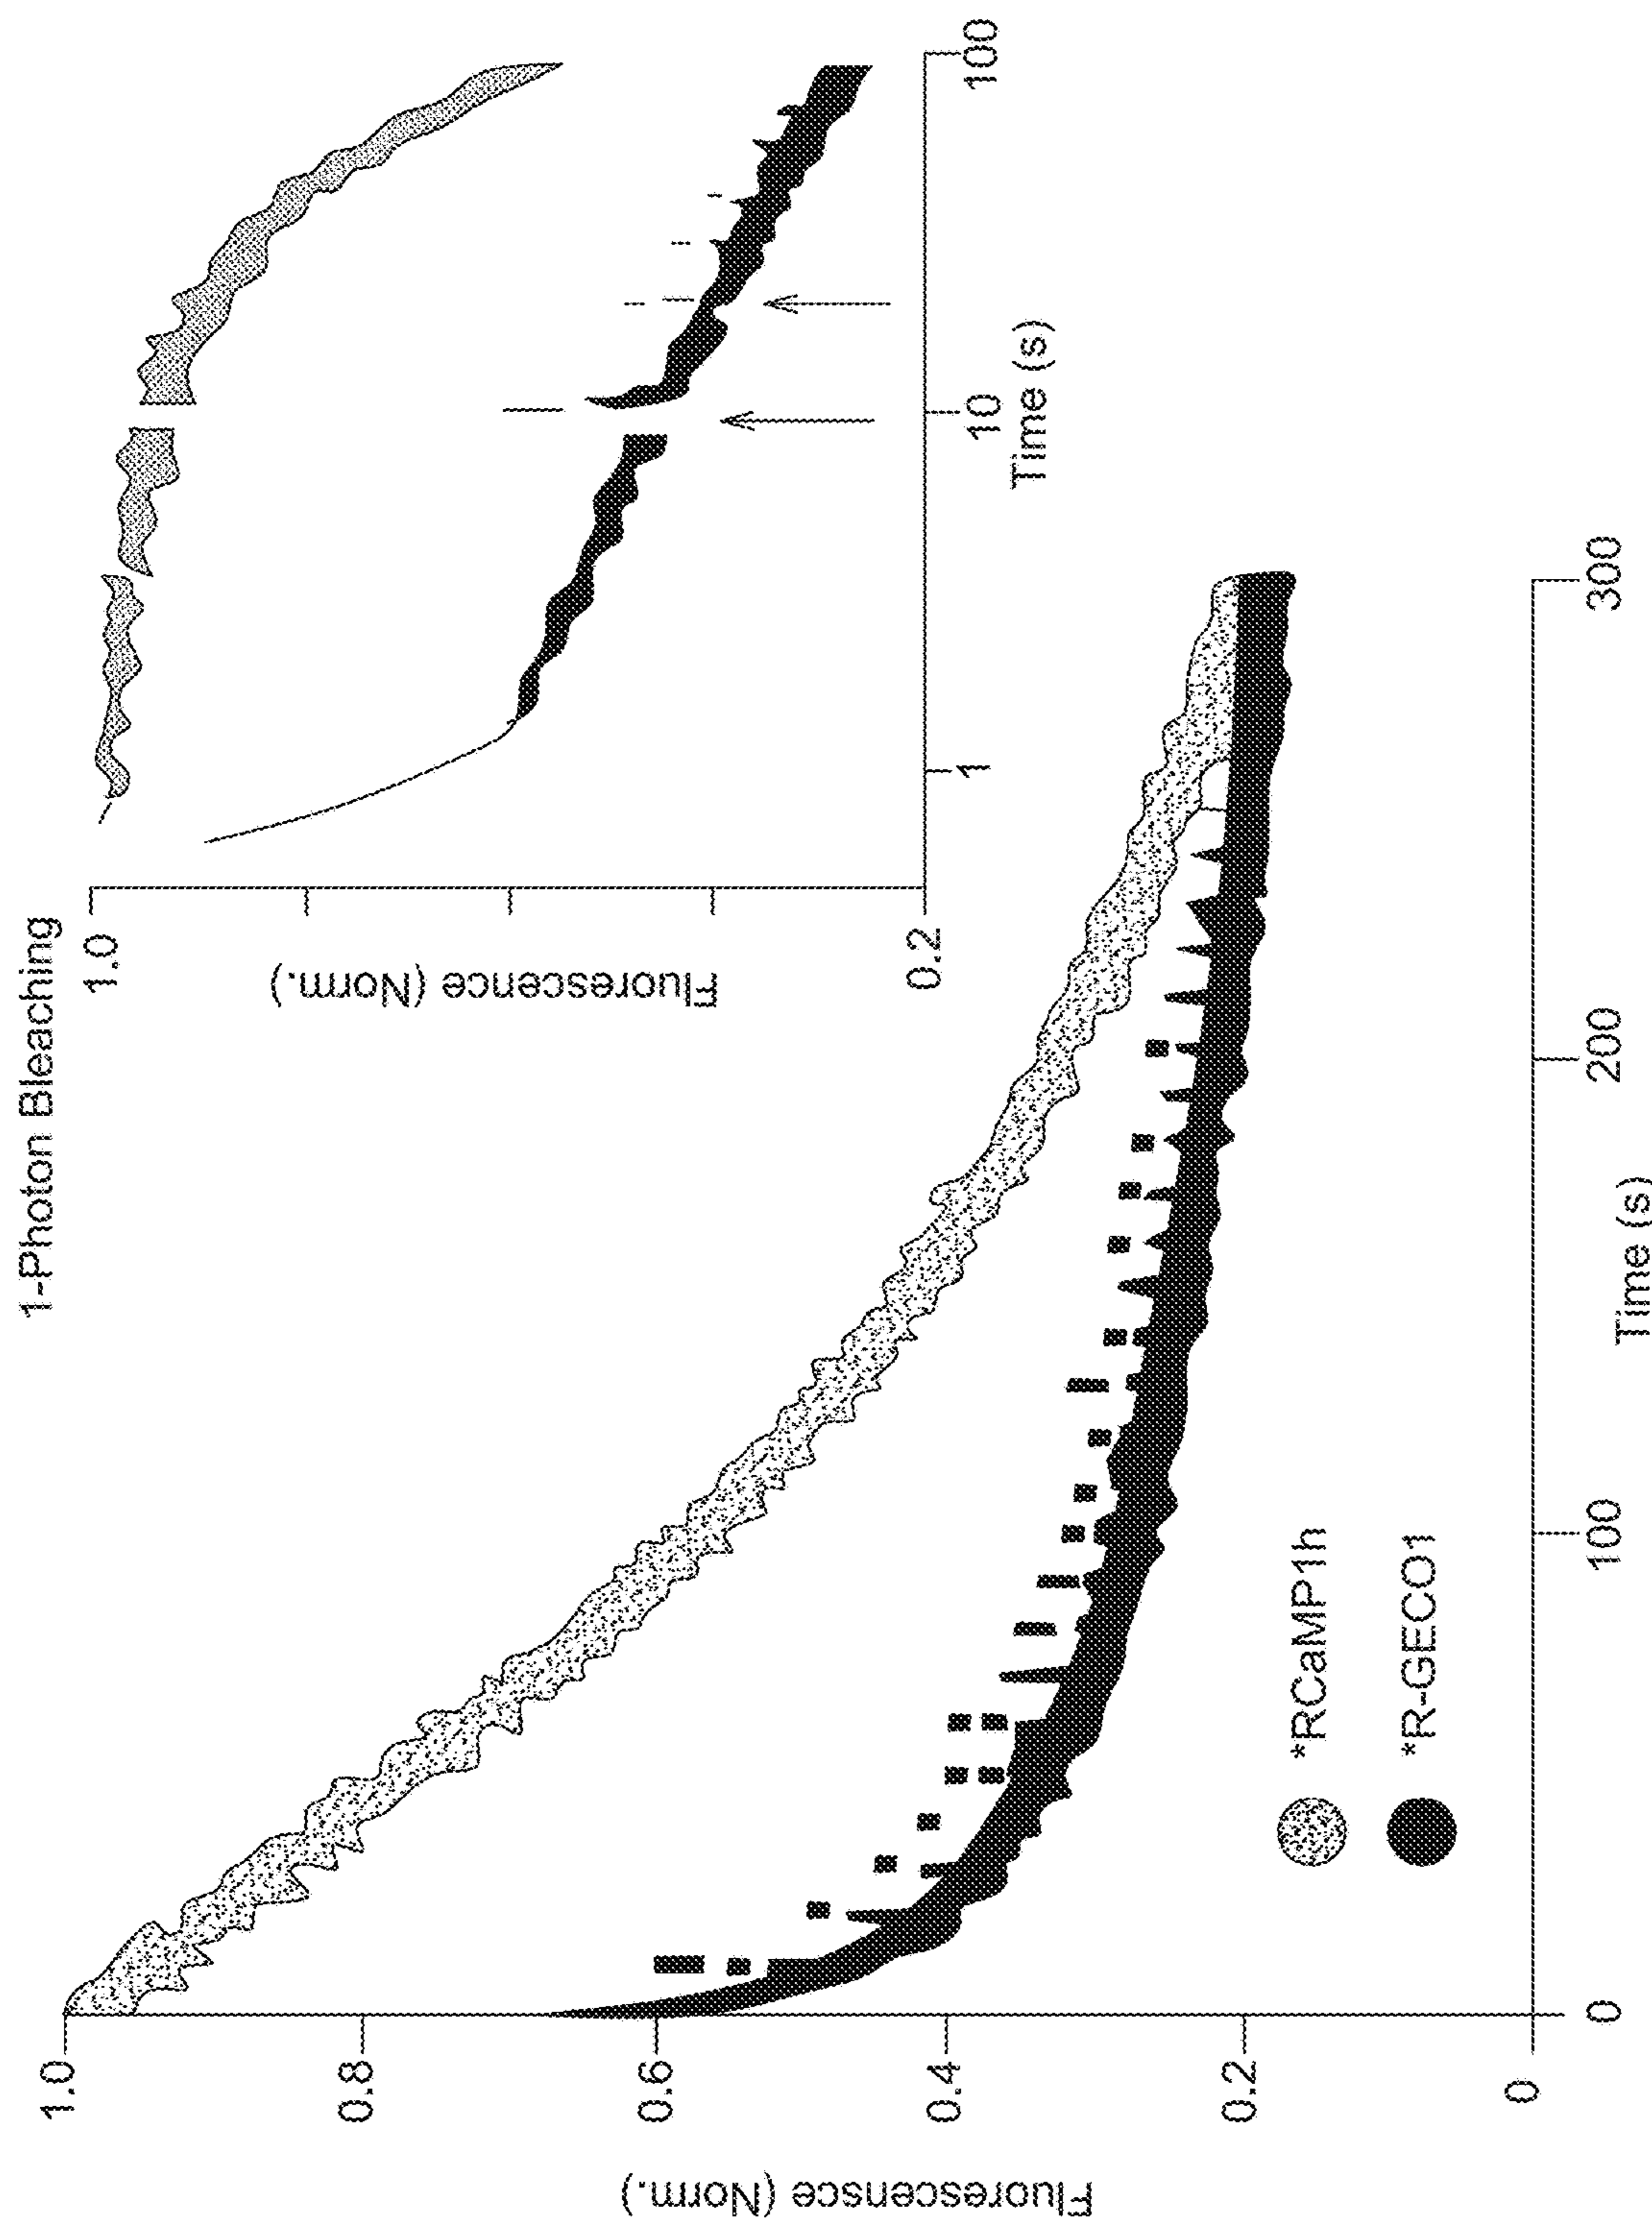 1-Photon Bleaching
Fluorescensce (Norm.)
1.0
0.8
0.6
0.4
0.2
0
0
100
200
300
Time (s)
*RCaMP1h
*R-GECO1
Fluorescence (Norm.)
1.0
0.2
1
10
100
Time (s)